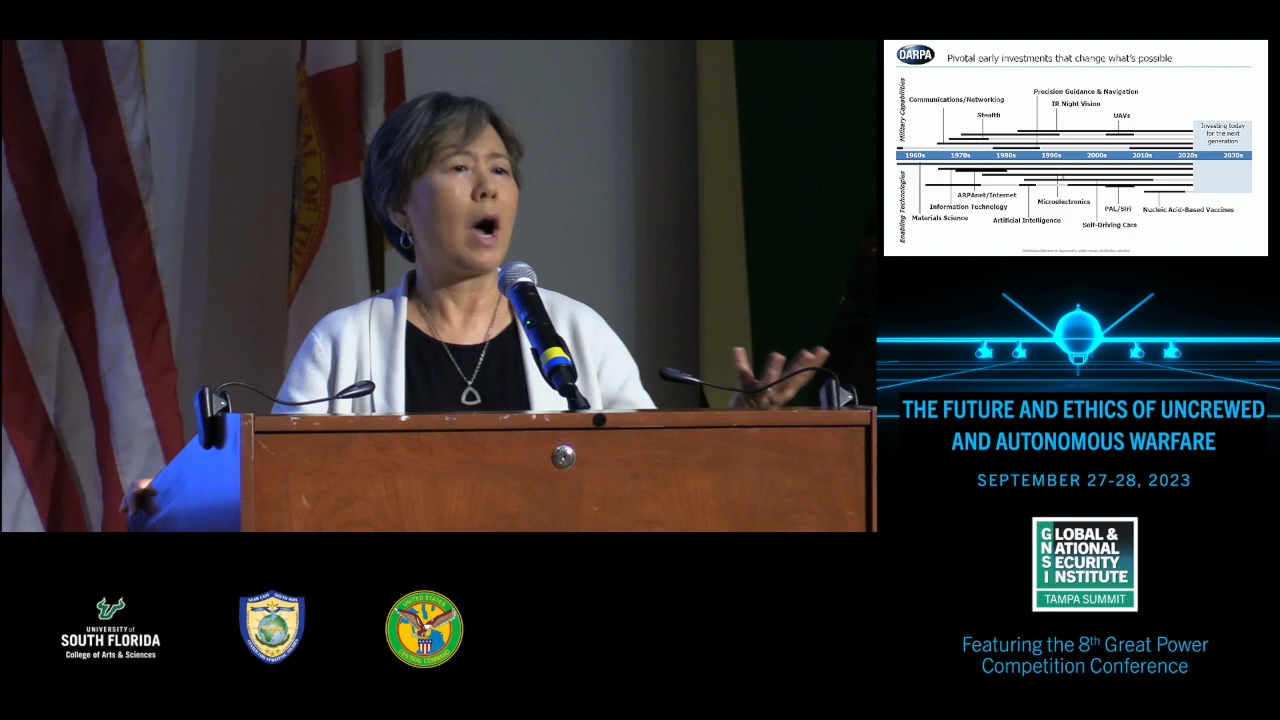 DARPA
Pivotal early investments that change what's possible
Military Capabilities
Communications/Networking
Precision Guidance & Navigation
IR Night Vision
Stealth
UAVs
Investing today
for the next
generation
1960s 1970s 1980s 1990s 2000s 2010s 2020s 2030s
Enabling Technologies
ARPAnet/Internet
Information Technology
Microelectronics
Materials Science
Artificial Intelligence
PAL/Siri
Nucleic Acid-Based Vaccines
Self-Driving Cars
THE FUTURE AND ETHICS OF UNCREWED
AND AUTONOMOUS WARFARE
SEPTEMBER 27-28, 2023
GLOBAL &
NATIONAL
SECURITY
INSTITUTE
TAMPA SUMMIT
Featuring the 8th Great Power
Competition Conference
UNIVERSITY of
SOUTH FLORIDA
College of Arts & Sciences
UNITED STATES
CENTRAL COMMAND